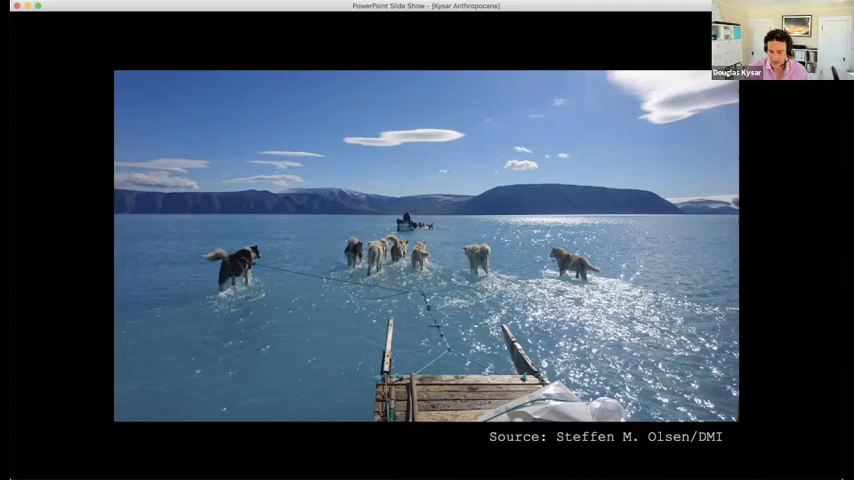 PowerPoint Slide Show - [Kysar Anthropocene]
Douglas Kysar
Source: Steffen M. Olsen/DMI